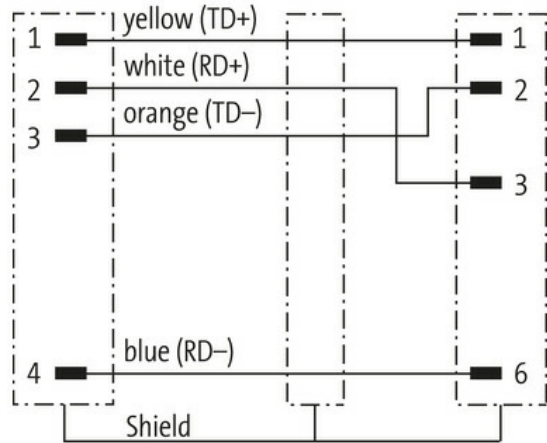 yellow (TD+)
1 1
white (RD+)
2 2
orange (TD–)
3
3
blue (RD–)
4 6
Shield